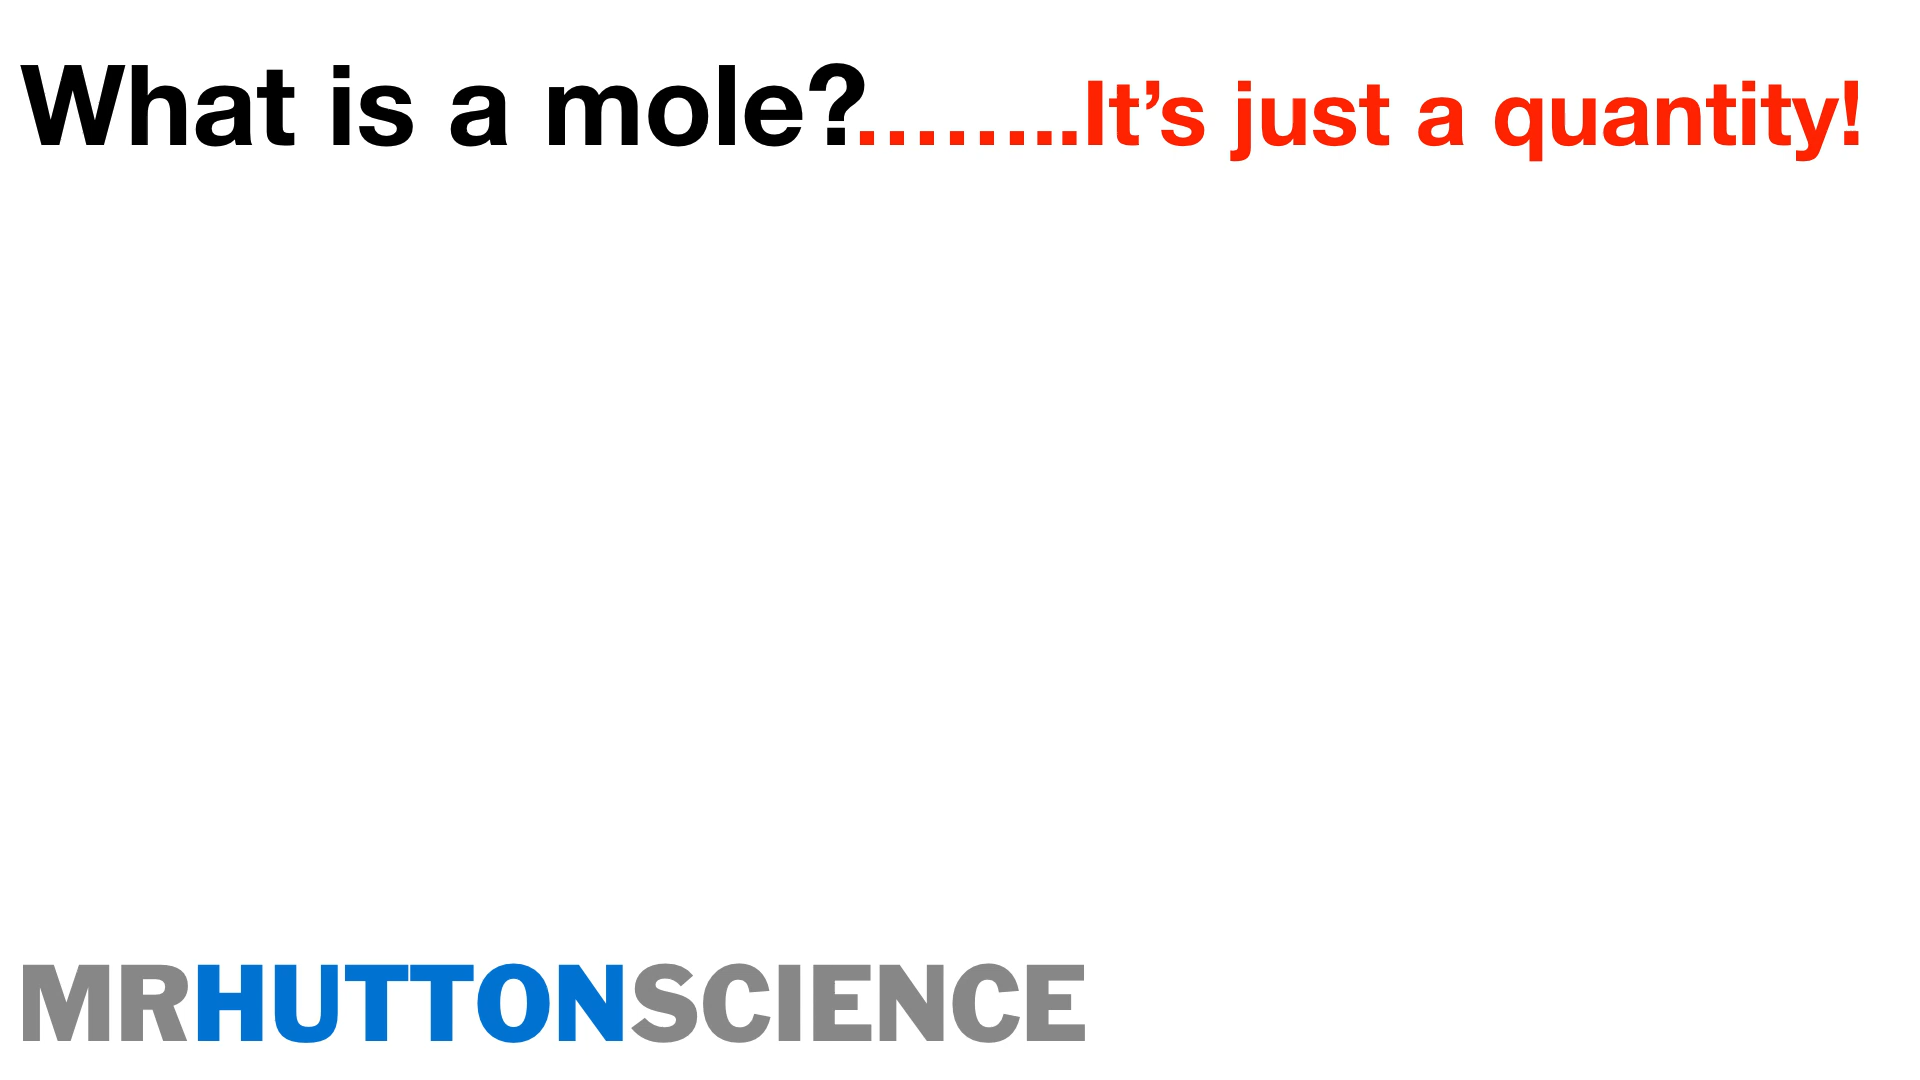 What is a mole?........It’s just a quantity!
MRHUTTONSCIENCE